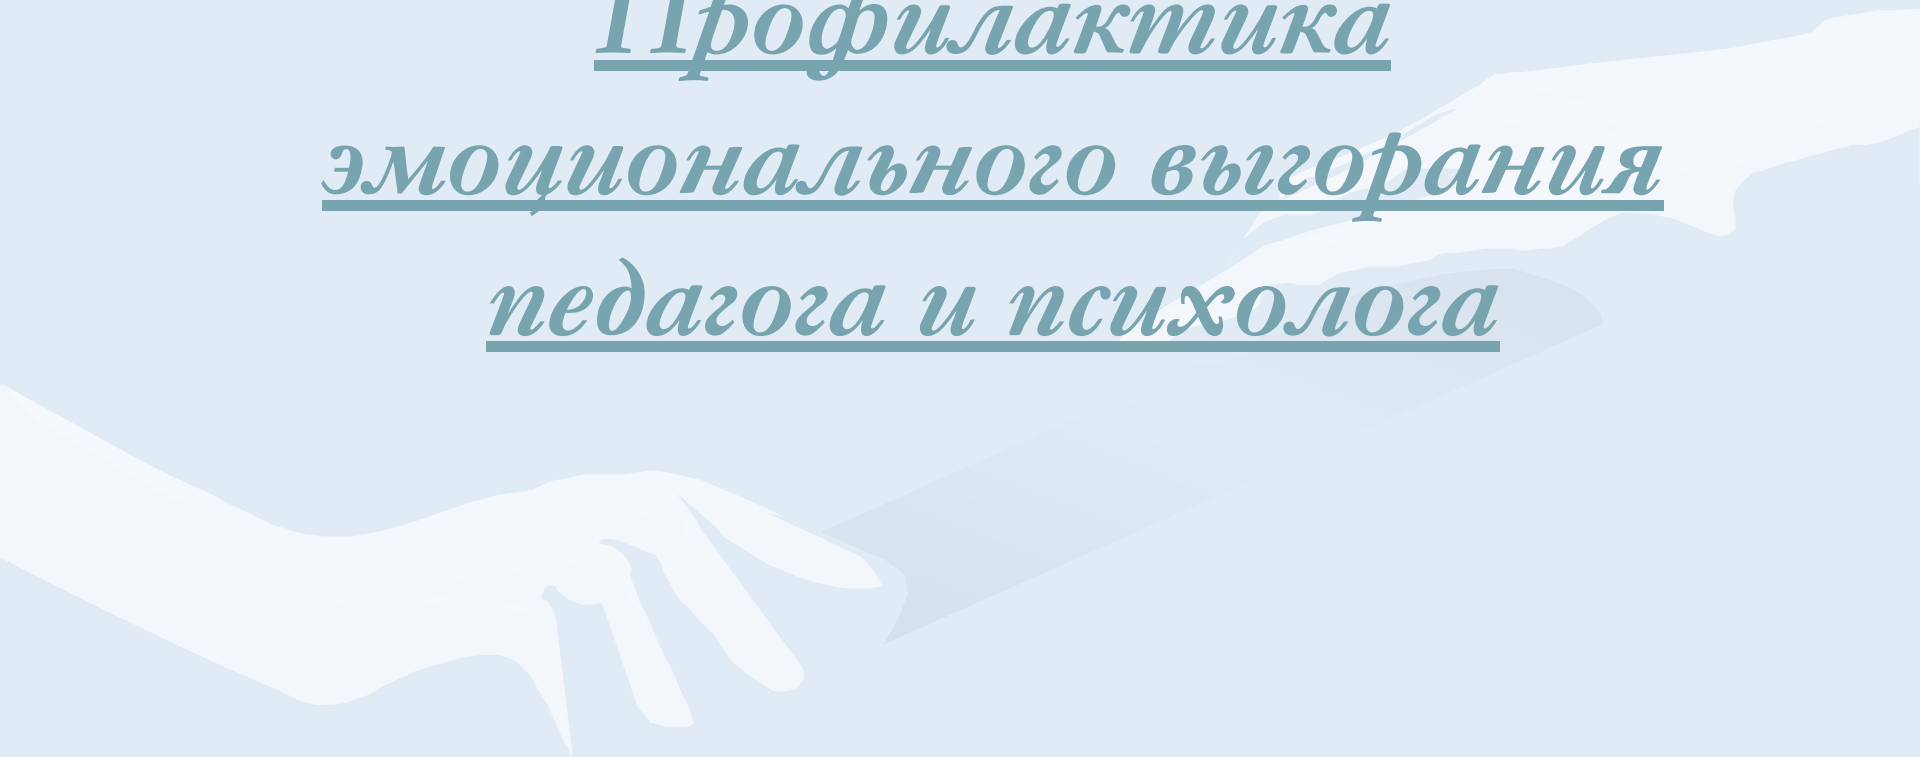 Профилактика
эмоционального выгорания
педагога и психолога